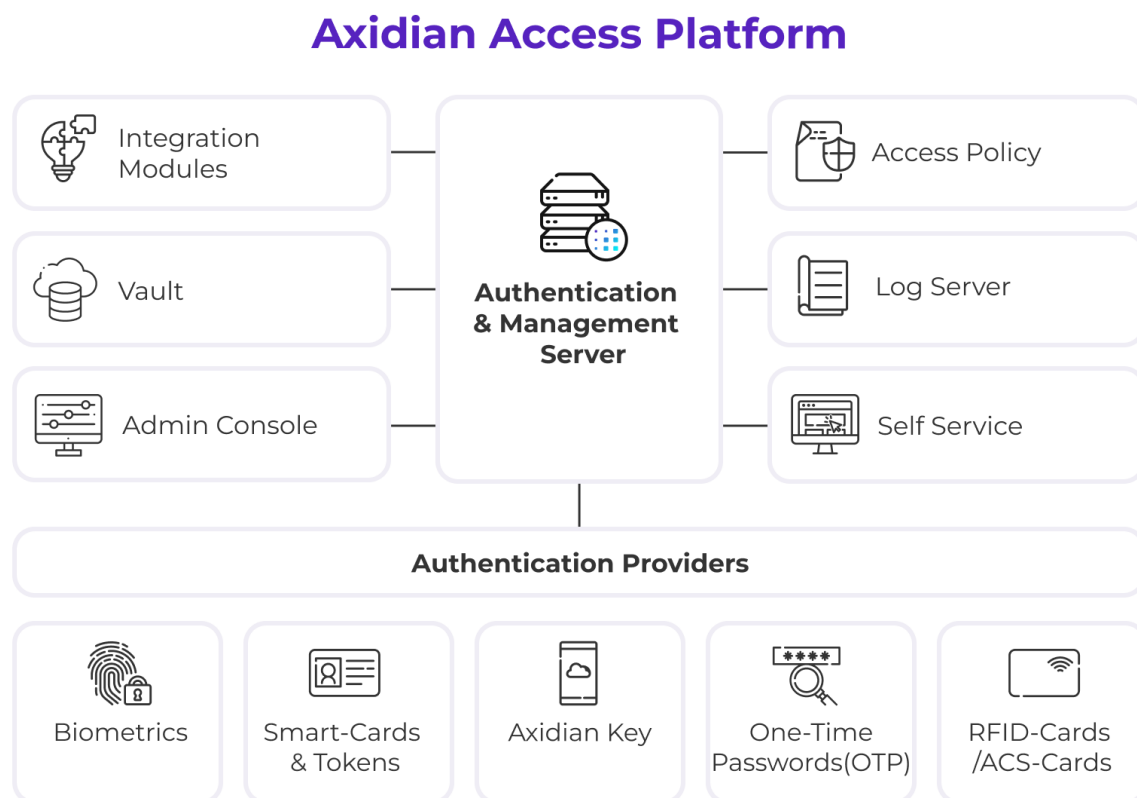 Axidian Access Platform
Integration
Modules
Access Policy
Vault
Authentication
& Management
Server
Log Server
Admin Console
Self Service
Authentication Providers
Biometrics
Smart-Cards
& Tokens
Axidian Key
One-Time
Passwords(OTP)
RFID-Cards
/ACS-Cards